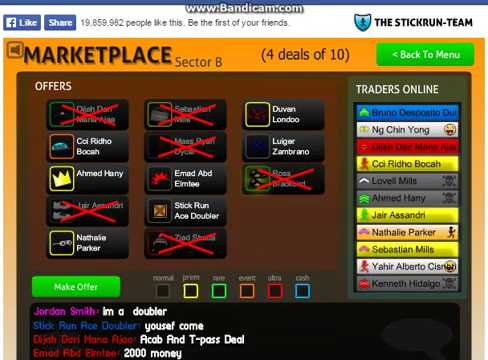 www.Bandicam.com
Like Share 19,859,982 people like this. Be the first of your friends. THE STICKRUN-TEAM
MARKETPLACE Sector B (4 deals of 10) < Back To Menu
OFFERS
TRADERS ONLINE
Dijah Dari Mana Ajaa
Sebastian Mills
Duvan Londoo
Cci Ridho Bocah
Luiger Zambrano
Ahmed Hany
Emad Abd Elmtee
Ross
Jair Assandri
Stick Run Ace Doubler
Nathalie Parker
Ziad
Bruno Desposito Dul
Ng Chin Yong
Dijah Dari Mana Ajaa
Cci Ridho Bocah
Lovell Mills
Ahmed Hany
Jair Assandri
Nathalie Parker
Sebastian Mills
Yahir Alberto
Kenneth Hidalgo
Make Offer
normal prem rare event ultra cash
Jordan Smith: im a doubler
Stick Run Ace Doubler: yousef come
Dijah Dari Mana Ajaa: Acab And T-pass Deal
Emad Abd Elmtee: 2000 money